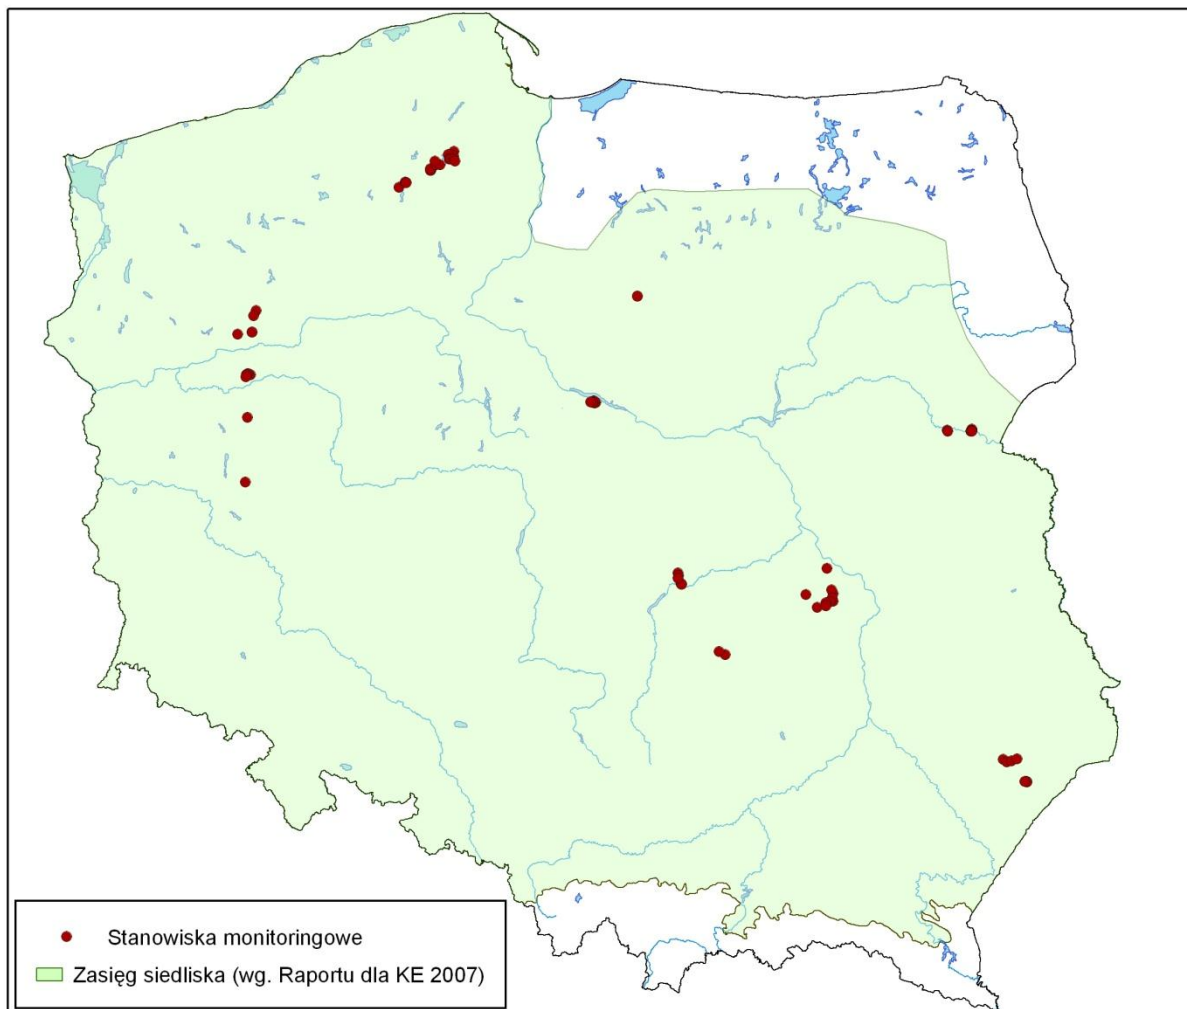 Stanowiska monitoringowe
Zasięg siedliska (wg. Raportu dla KE 2007)